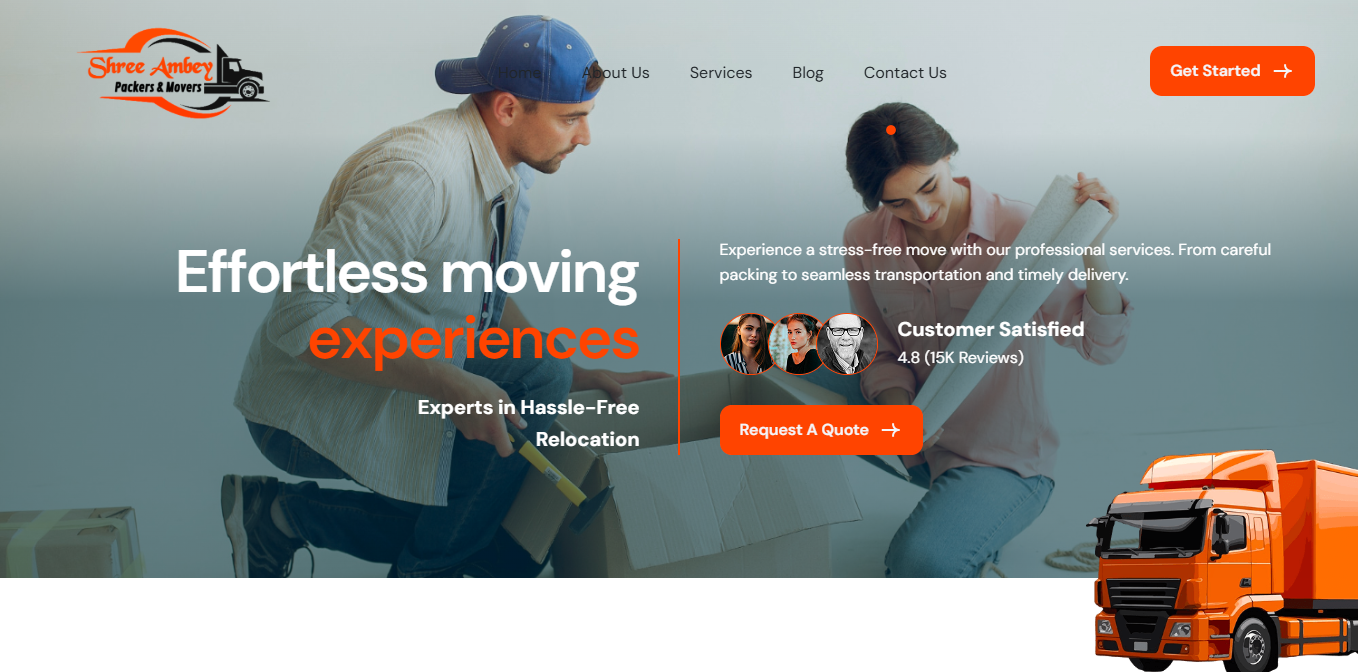 Shree Ambey
Packers & Movers
Home
About Us
Services
Blog
Contact Us
Get Started
Effortless moving
experiences
Experts in Hassle-Free
Relocation
Experience a stress-free move with our professional services. From careful
packing to seamless transportation and timely delivery.
Customer Satisfied
4.8 (15K Reviews)
Request A Quote